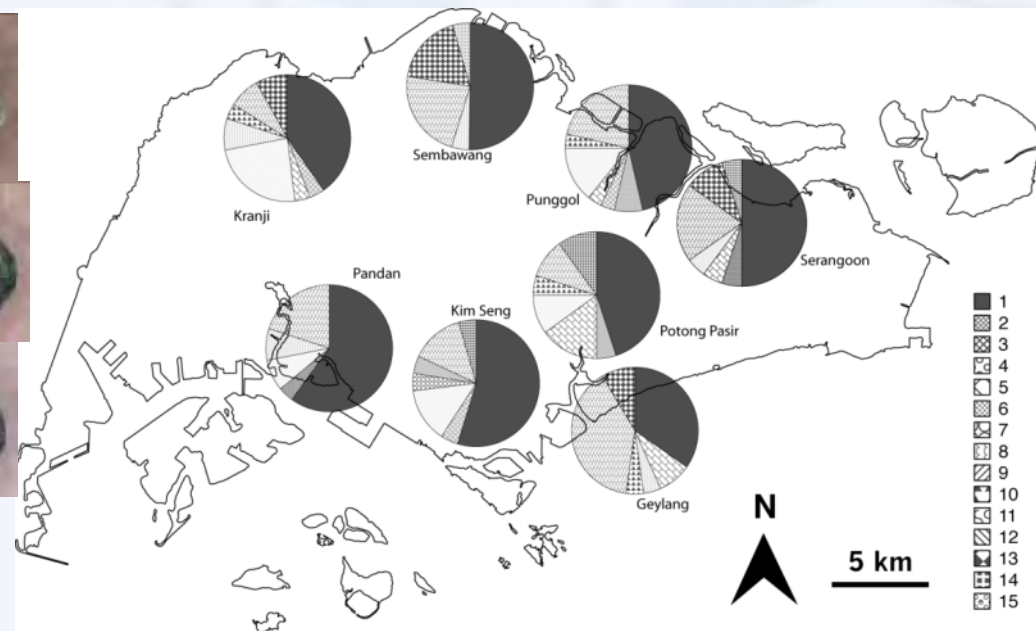 Sembawang
Punggol
Kranji
Serangoon
Pandan
Kim Seng
Potong Pasir
Geylang
N
5 km
1
2
3
4
5
6
7
8
9
10
11
12
13
14
15